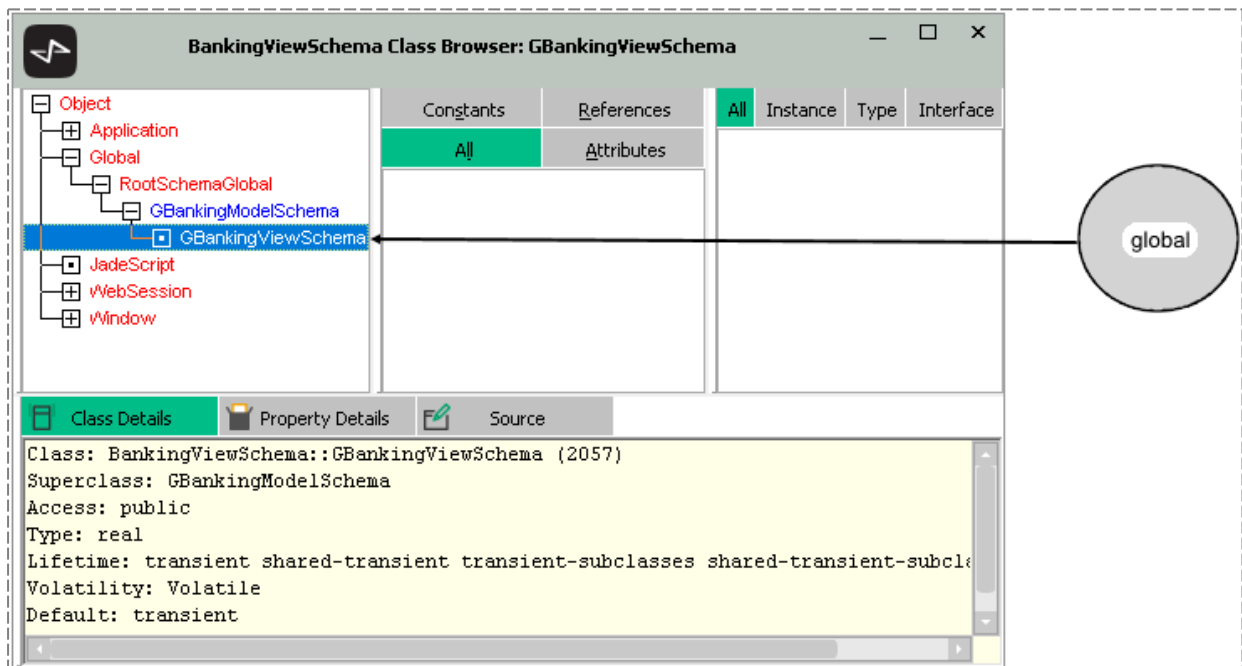 BankingViewSchema Class Browser: GBankingViewSchema
Object
Application
Global
RootSchemaGlobal
GBankingModelSchema
GBankingViewSchema
JadeScript
WebSession
Window
Constants References
All Attributes
All Instance Type Interface
global
Class Details Property Details Source
Class: BankingViewSchema::GBankingViewSchema (2057)
Superclass: GBankingModelSchema
Access: public
Type: real
Lifetime: transient shared-transient transient-subclasses shared-transient-subcla
Volatility: Volatile
Default: transient